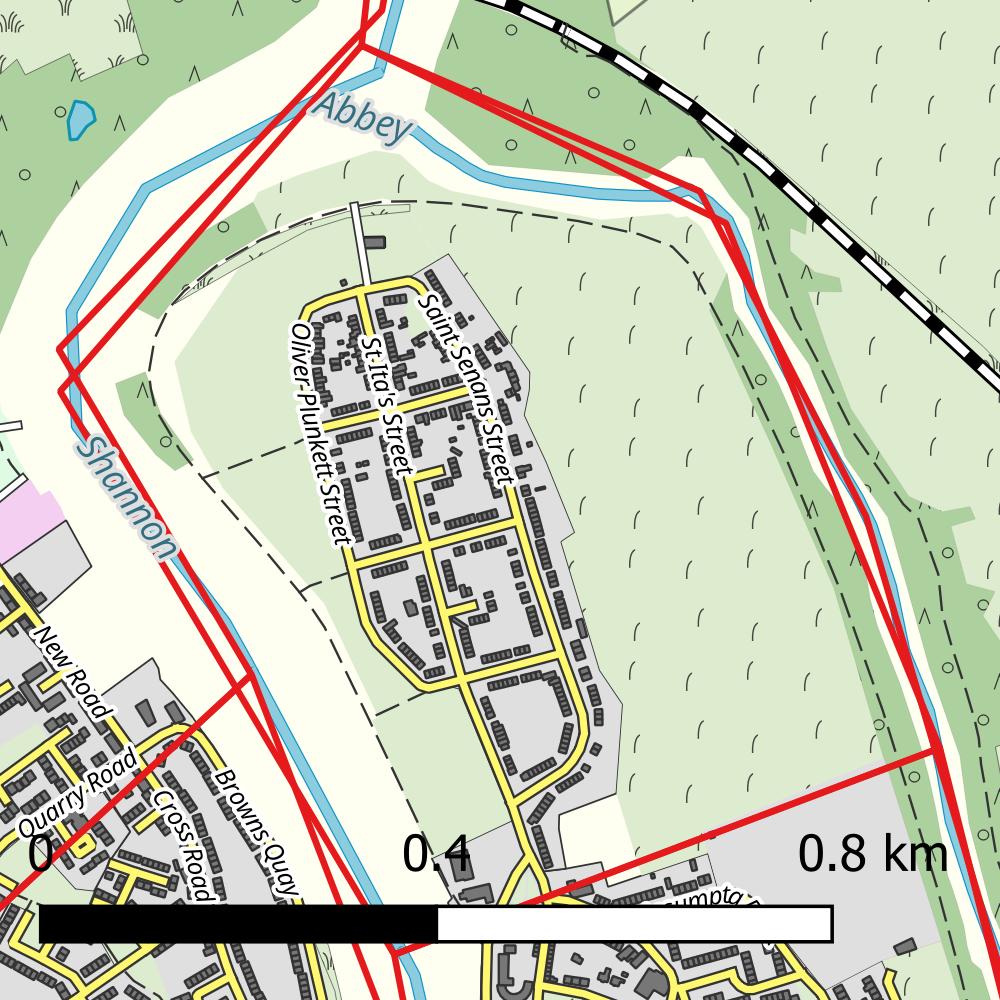 Abbey
Oliver Plunkett Street
St Ita's Street
Saint Senans Street
Shannon
New Road
Quarry Road
Cross Road
Browns Quay
0
0.4
0.8 km